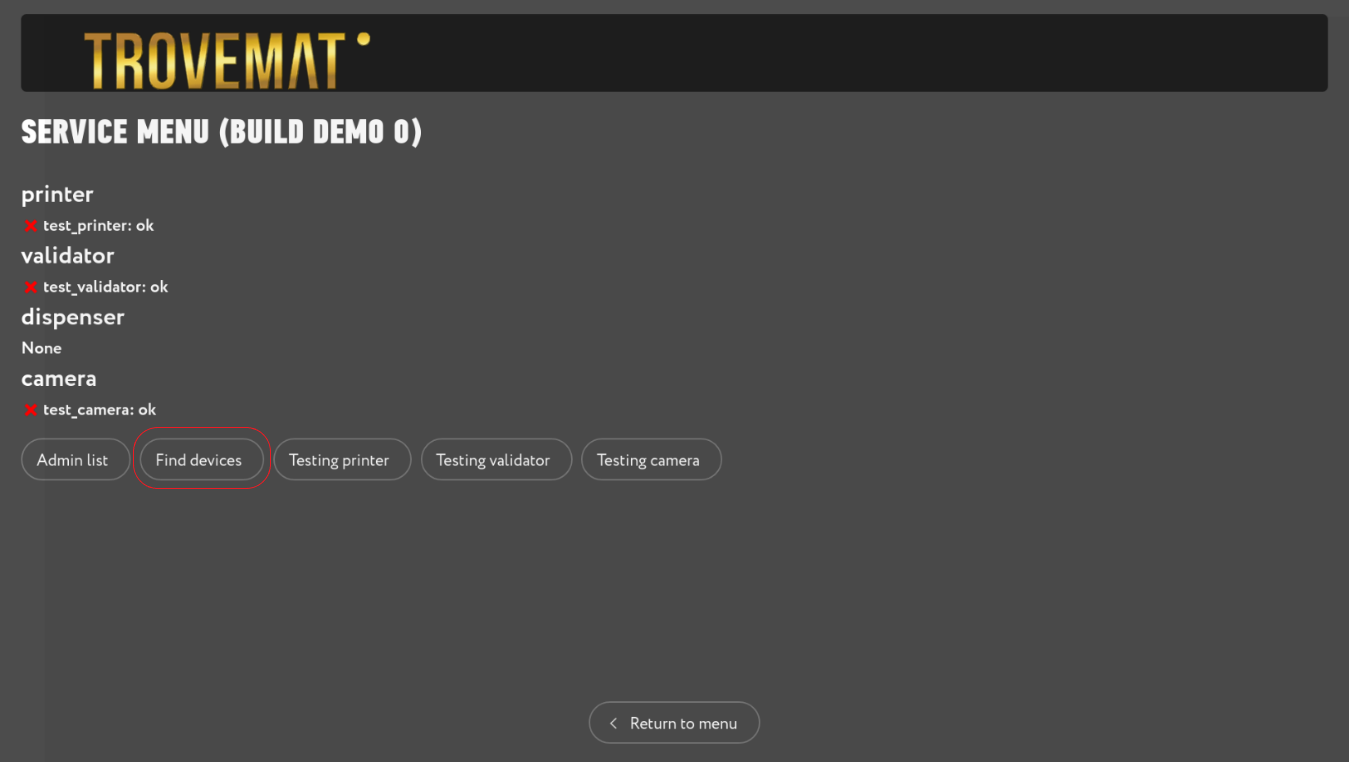 TROVEMAT
SERVICE MENU (BUILD DEMO 0)
printer
test_printer: ok
validator
test_validator: ok
dispenser
None
camera
test_camera: ok
Admin list Find devices Testing printer Testing validator Testing camera
Return to menu